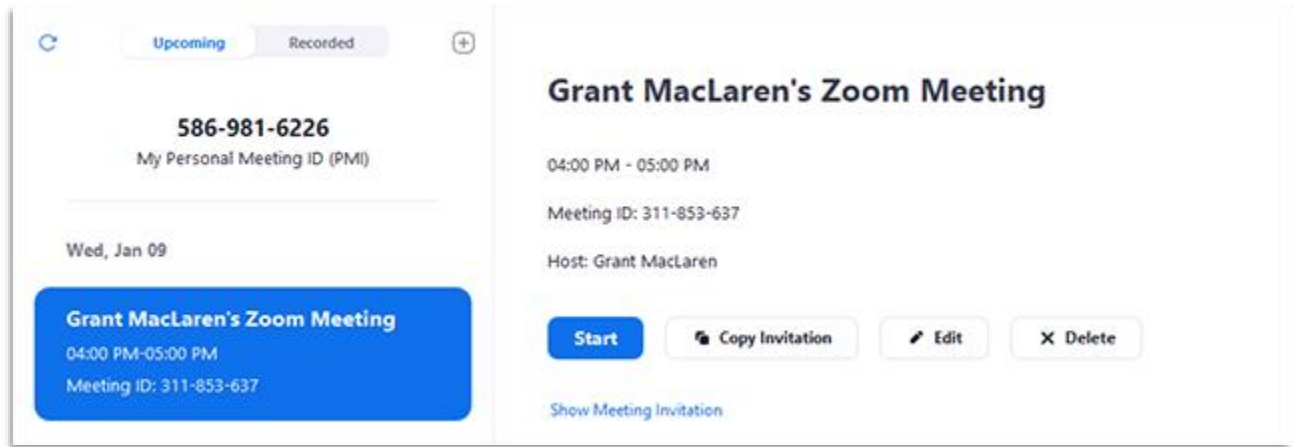 Upcoming
Recorded
586-981-6226
My Personal Meeting ID (PMI)
Wed, Jan 09
Grant MacLaren's Zoom Meeting
04:00 PM-05:00 PM
Meeting ID: 311-853-637
Grant MacLaren's Zoom Meeting
04:00 PM - 05:00 PM
Meeting ID: 311-853-637
Host: Grant MacLaren
Start
Copy Invitation
Edit
Delete
Show Meeting Invitation